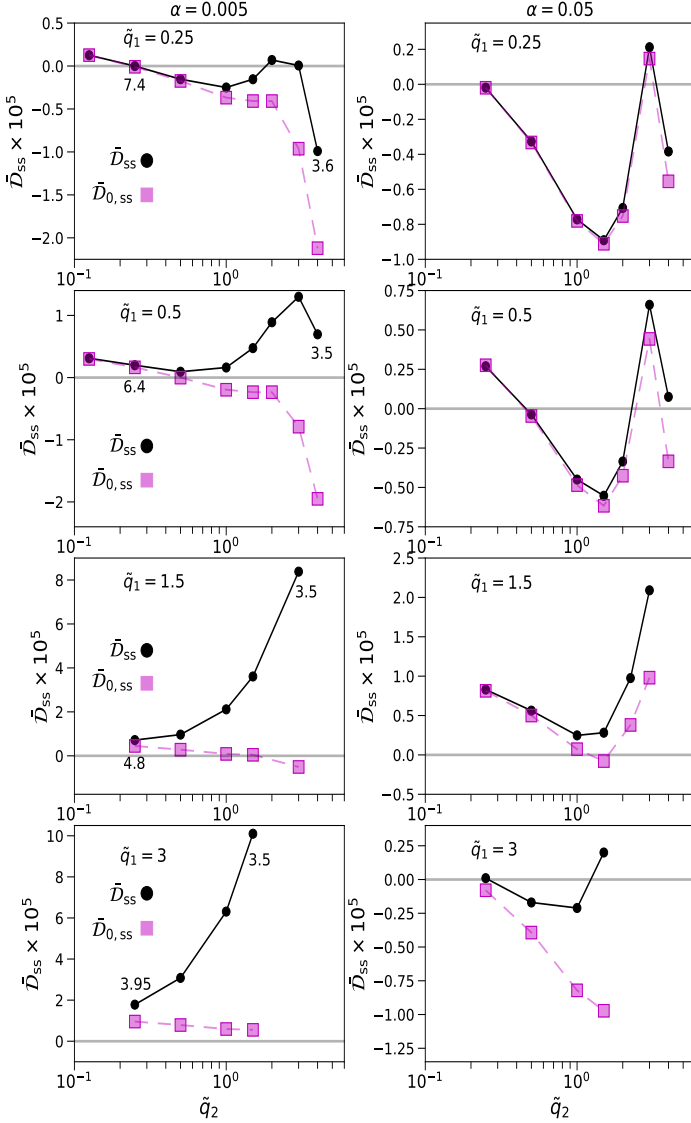 α = 0.005
α = 0.05
q̃₁ = 0.25
0.5
0.0
−0.5
−1.0
−1.5
−2.0
7.4
3.6
𝒟̄ss
𝒟̄0, ss
𝒟̄ss × 10⁵
10⁻¹
10⁰
q̃₁ = 0.25
0.2
0.0
−0.2
−0.4
−0.6
−0.8
−1.0
𝒟̄ss × 10⁵
10⁻¹
10⁰
q̃₁ = 0.5
1
0
−1
−2
6.4
3.5
𝒟̄ss
𝒟̄0, ss
𝒟̄ss × 10⁵
10⁻¹
10⁰
q̃₁ = 0.5
0.75
0.50
0.25
0.00
−0.25
−0.50
−0.75
𝒟̄ss × 10⁵
10⁻¹
10⁰
q̃₁ = 1.5
8
6
4
2
0
4.8
3.5
𝒟̄ss
𝒟̄0, ss
𝒟̄ss × 10⁵
10⁻¹
10⁰
q̃₁ = 1.5
2.5
2.0
1.5
1.0
0.5
0.0
−0.5
𝒟̄ss × 10⁵
10⁻¹
10⁰
q̃₁ = 3
10
8
6
4
2
0
3.95
3.5
𝒟̄ss
𝒟̄0, ss
𝒟̄ss × 10⁵
10⁻¹
10⁰
q̃₂
q̃₁ = 3
0.25
0.00
−0.25
−0.50
−0.75
−1.00
−1.25
𝒟̄ss × 10⁵
10⁻¹
10⁰
q̃₂